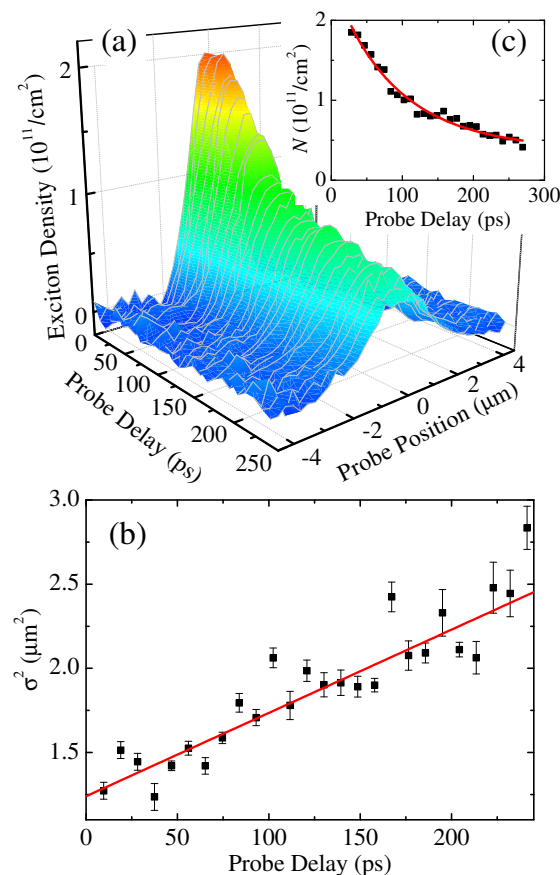 (a)
2
1
0
Exciton Density (10¹¹/cm²)
0
50
100
150
200
250
Probe Delay (ps)
-4
-2
0
2
4
Probe Position (μm)
(c)
2
1
0
N (10¹¹/cm²)
0 100 200 300
Probe Delay (ps)
(b)
3.0
2.5
2.0
1.5
σ² (μm²)
0 50 100 150 200
Probe Delay (ps)